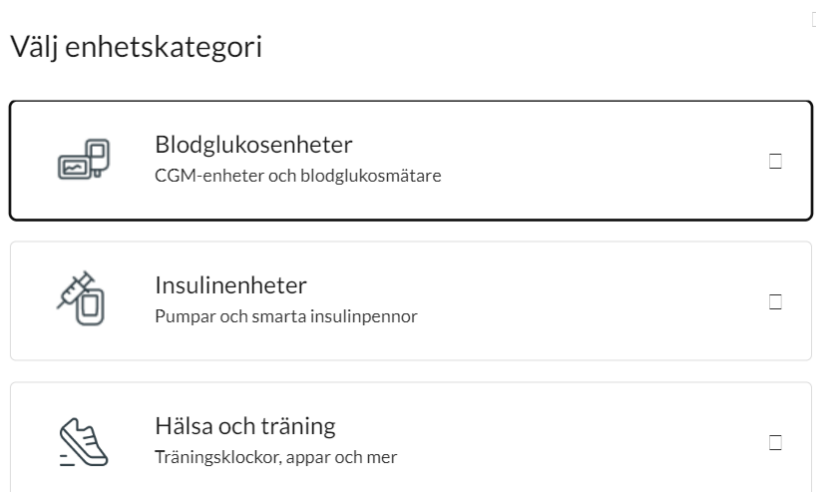 Välj enhetskategori
Blodglukosenheter
CGM-enheter och blodglukosmätare
Insulinenheter
Pumpar och smarta insulinpennor
Hälsa och träning
Träningsklockor, appar och mer